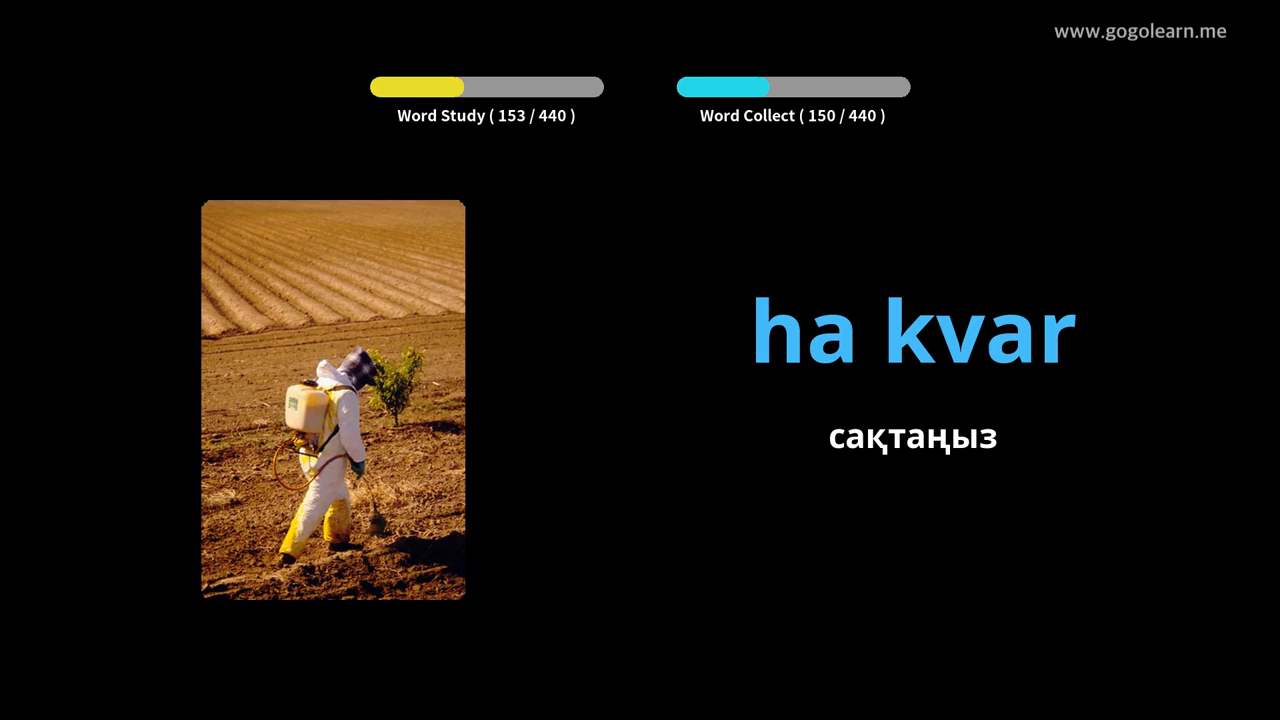 www.gogolearn.me
Word Study ( 153 / 440 )
Word Collect ( 150 / 440 )
ha kvar
сақтаңыз